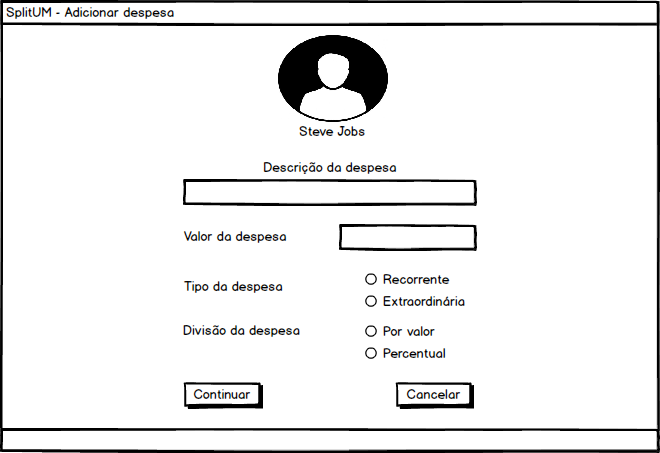 SplitUM - Adicionar despesa
Steve Jobs
Descrição da despesa
Valor da despesa
Tipo da despesa
Recorrente
Extraordinária
Divisão da despesa
Por valor
Percentual
Continuar
Cancelar